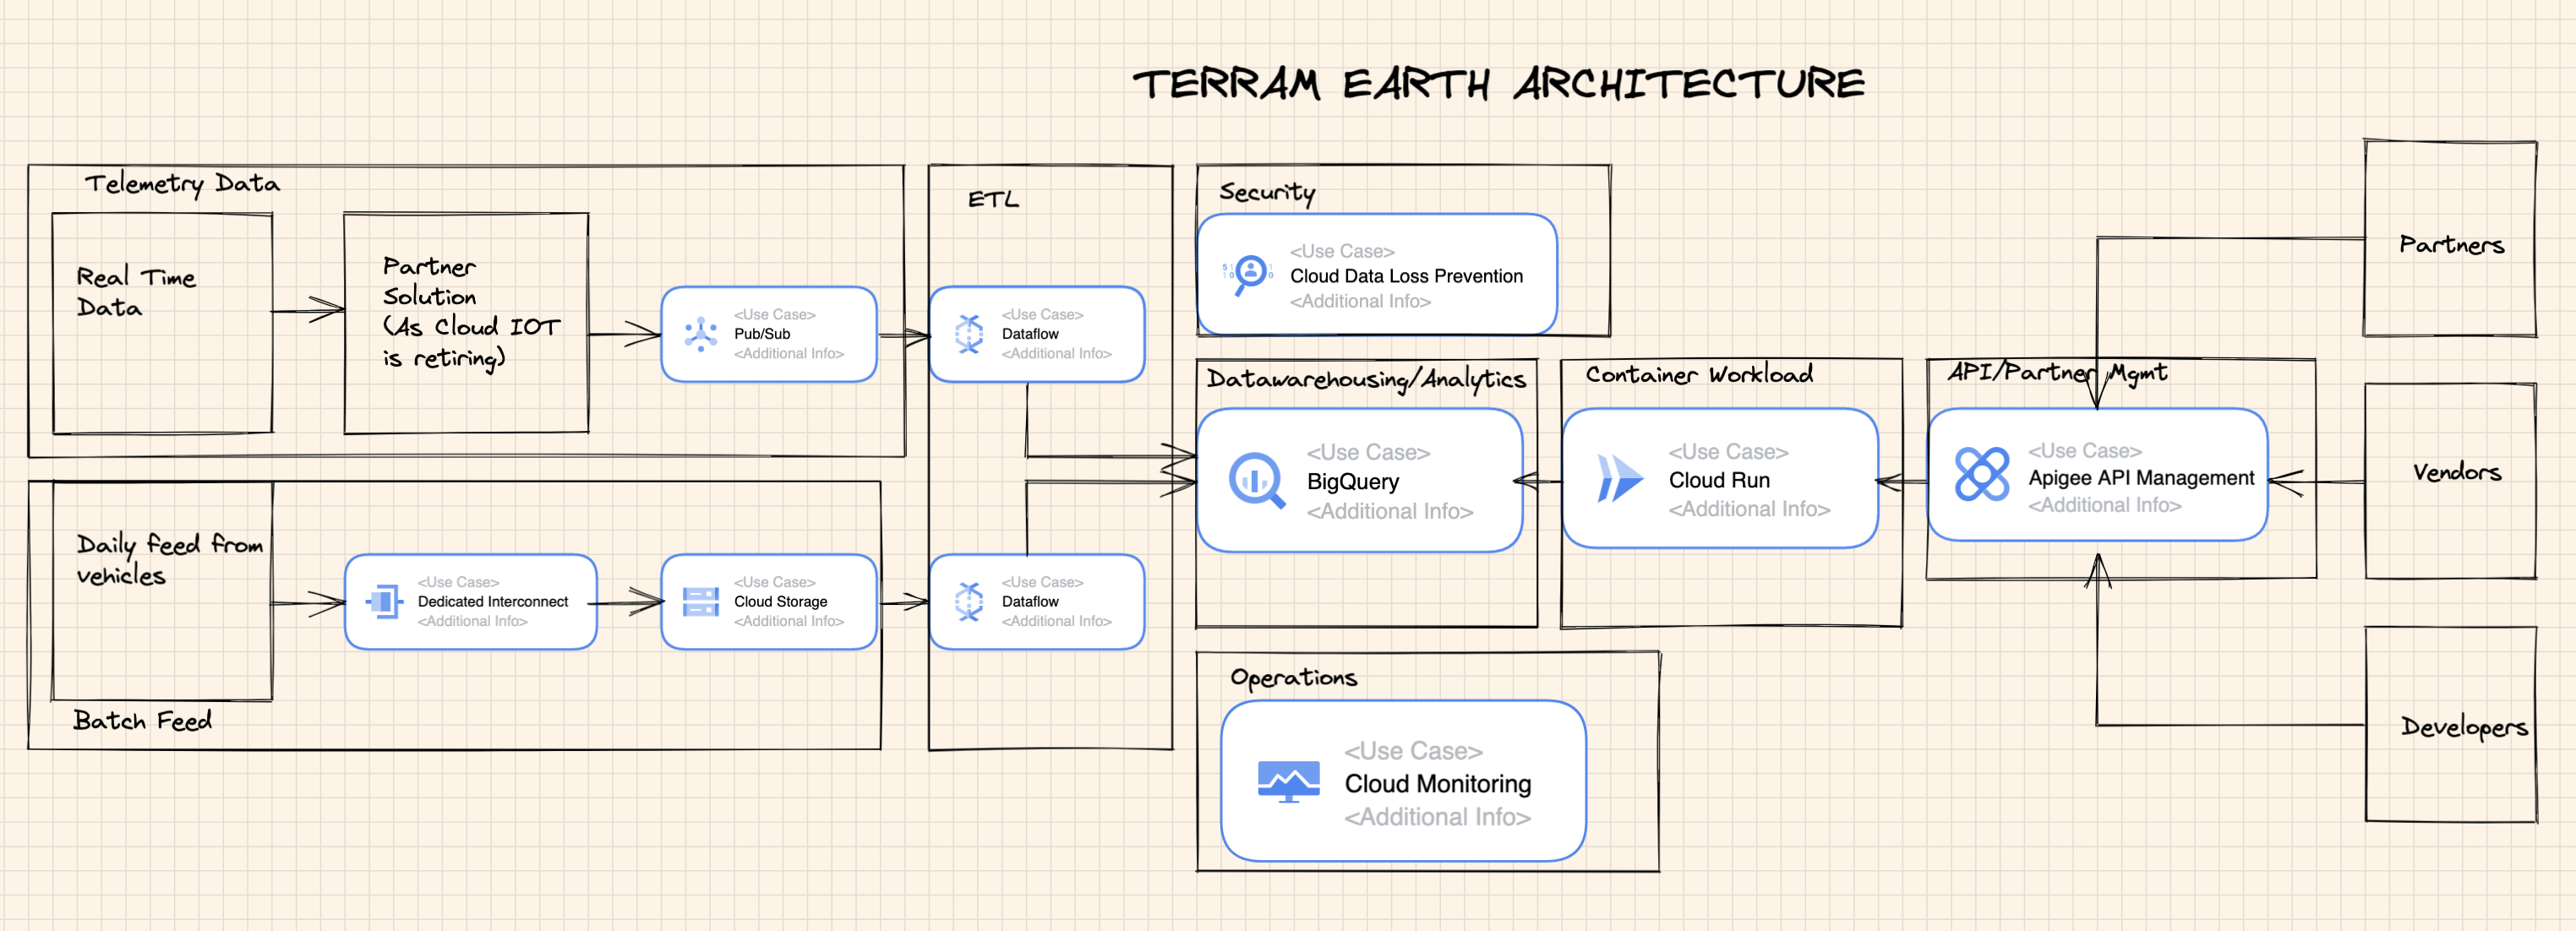 TERRAM EARTH ARCHITECTURE
Telemetry Data
Real Time
Data
Partner
Solution
(As Cloud IOT
is retiring)
<Use Case>
Pub/Sub
<Additional Info>
ETL
<Use Case>
Dataflow
<Additional Info>
Security
<Use Case>
Cloud Data Loss Prevention
<Additional Info>
Datawarehousing/Analytics
<Use Case>
BigQuery
<Additional Info>
Container Workload
<Use Case>
Cloud Run
<Additional Info>
API/Partner Mgmt
<Use Case>
Apigee API Management
<Additional Info>
Partners
Vendors
Developers
Daily feed from
vehicles
Batch Feed
<Use Case>
Dedicated Interconnect
<Additional Info>
<Use Case>
Cloud Storage
<Additional Info>
<Use Case>
Dataflow
<Additional Info>
Operations
<Use Case>
Cloud Monitoring
<Additional Info>